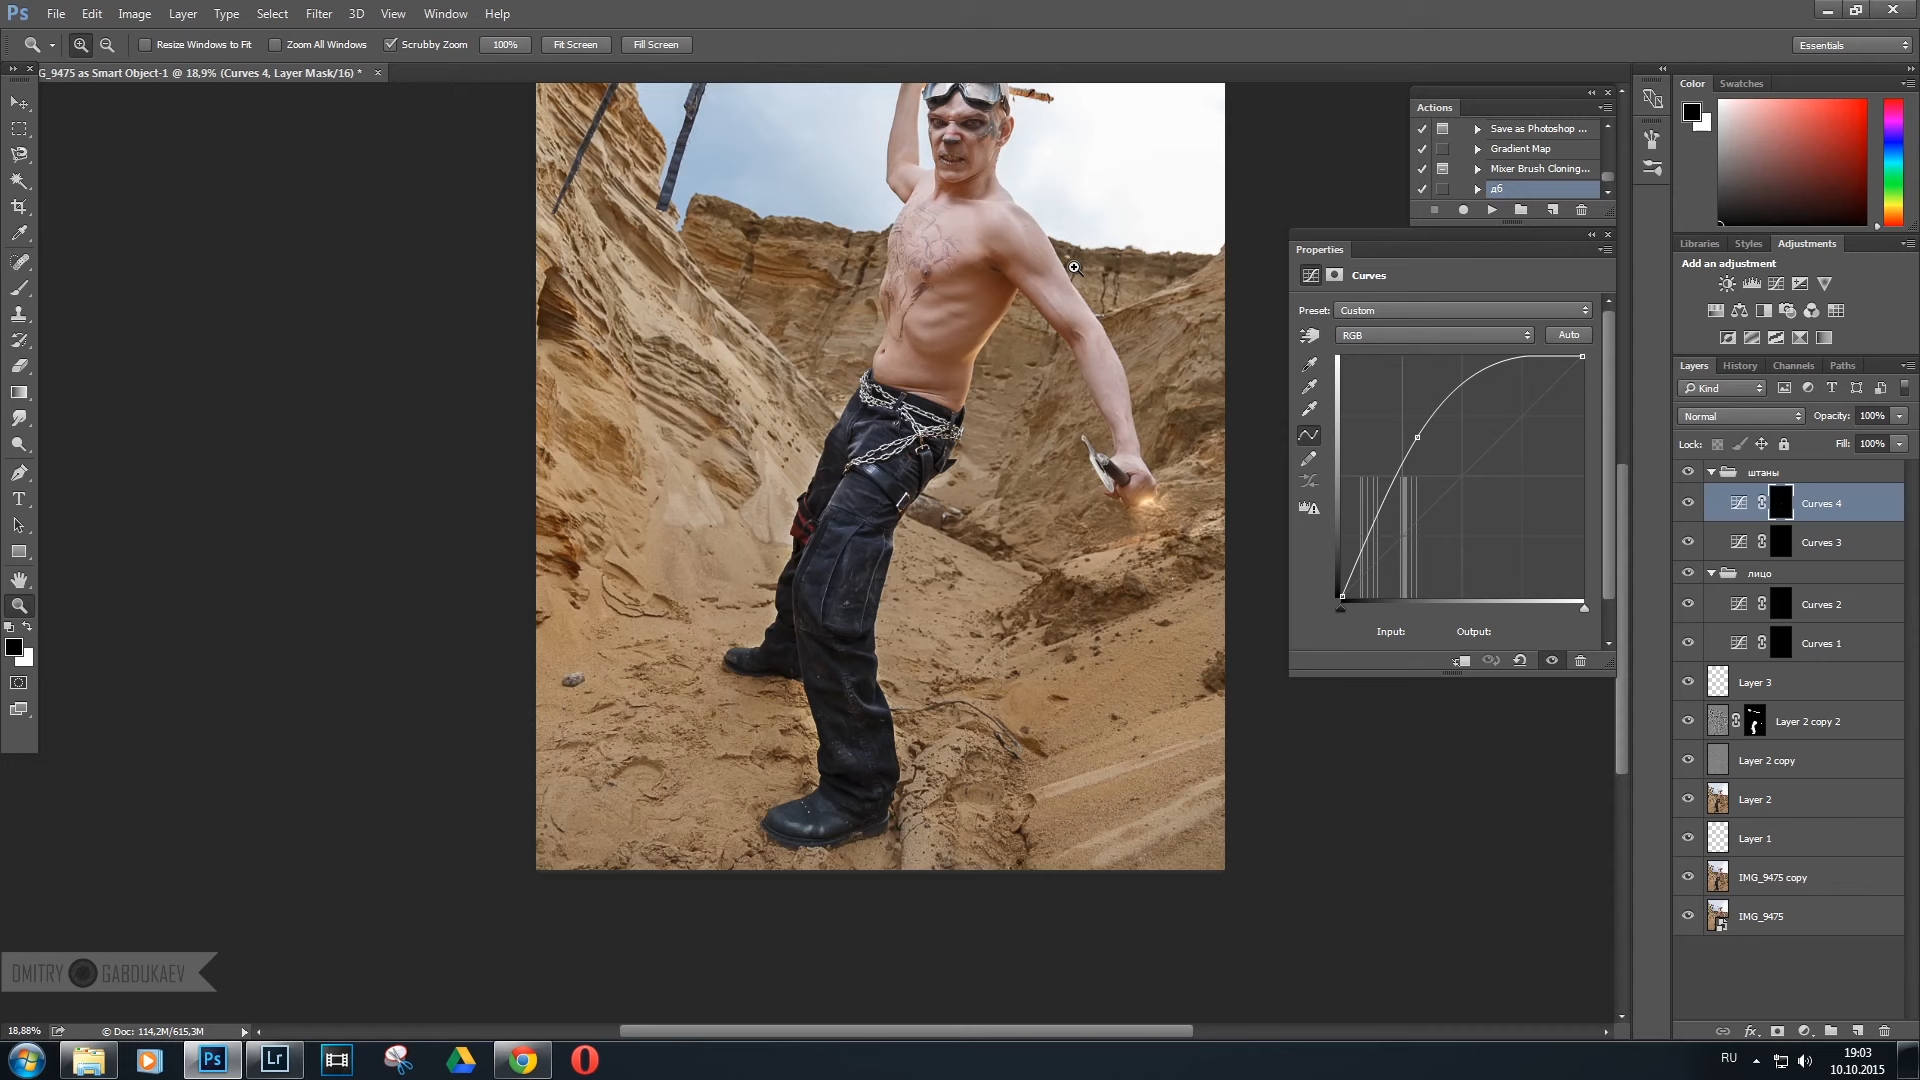 Ps File Edit Image Layer Type Select Filter 3D View Window Help
Resize Windows to Fit Zoom All Windows Scrubby Zoom 100% Fit Screen Fill Screen Essentials
G_9475 as Smart Object-1 @ 18,9% (Curves 4, Layer Mask/16) *
Color Swatches
Actions
Save as Photoshop ...
Gradient Map
Mixer Brush Cloning...
дб
Properties
Curves
Preset: Custom
RGB Auto
Input: Output:
Libraries Styles Adjustments
Add an adjustment
Layers History Channels Paths
Kind
Normal Opacity: 100%
Lock: Fill: 100%
штаны
Curves 4
Curves 3
лицо
Curves 2
Curves 1
Layer 3
Layer 2 copy 2
Layer 2 copy
Layer 2
Layer 1
IMG_9475 copy
IMG_9475
DMITRY GABDUKAEV
18,88% Doc: 114,2M/615,3M
Ps Lr
RU
19:03
10.10.2015